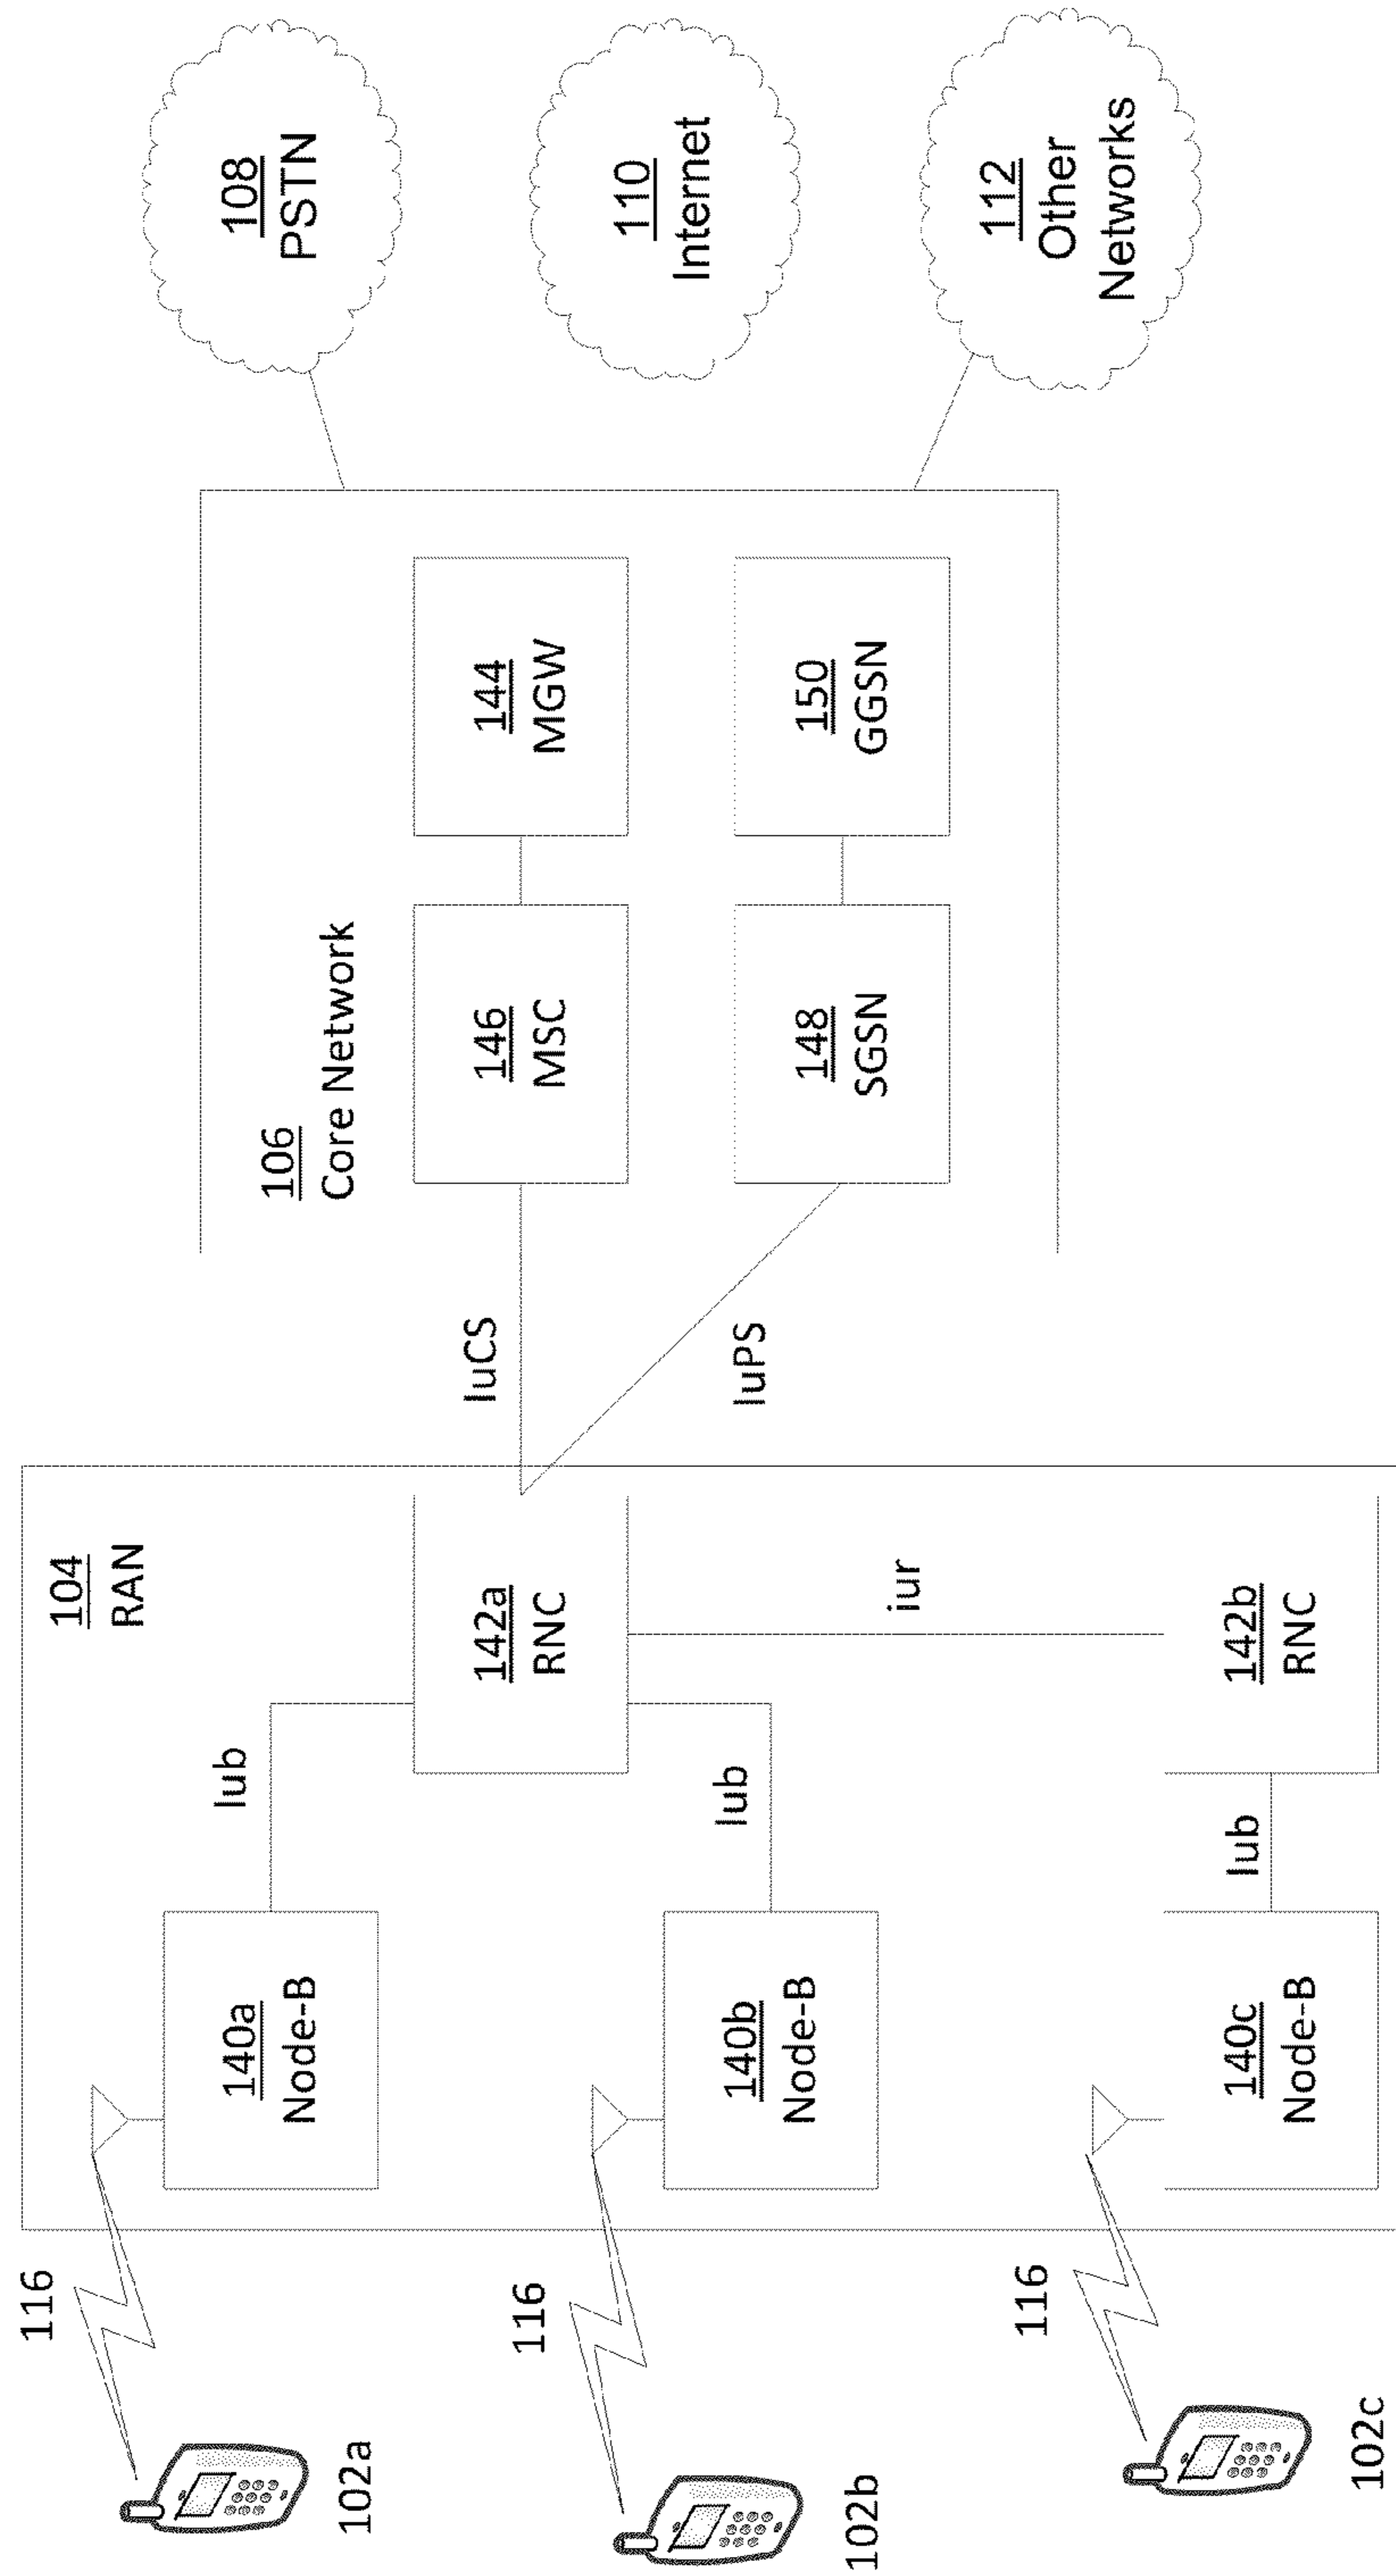 116
102a
116
102b
116
102c
104
RAN
140a
Node-B
140b
Node-B
140c
Node-B
Iub
Iub
Iub
142a
RNC
iur
142b
RNC
IuCS
IuPS
106
Core Network
146
MSC
144
MGW
148
SGSN
150
GGSN
108
PSTN
110
Internet
112
Other
Networks